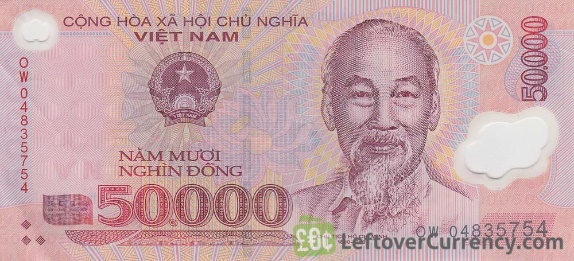 CỘNG HÒA XÃ HỘI CHỦ NGHĨA
VIỆT NAM
50.000
OW 04835754
NĂM MƯƠI
NGHÌN ĐỒNG
50.000
OW 04835754
LeftoverCurrency.com